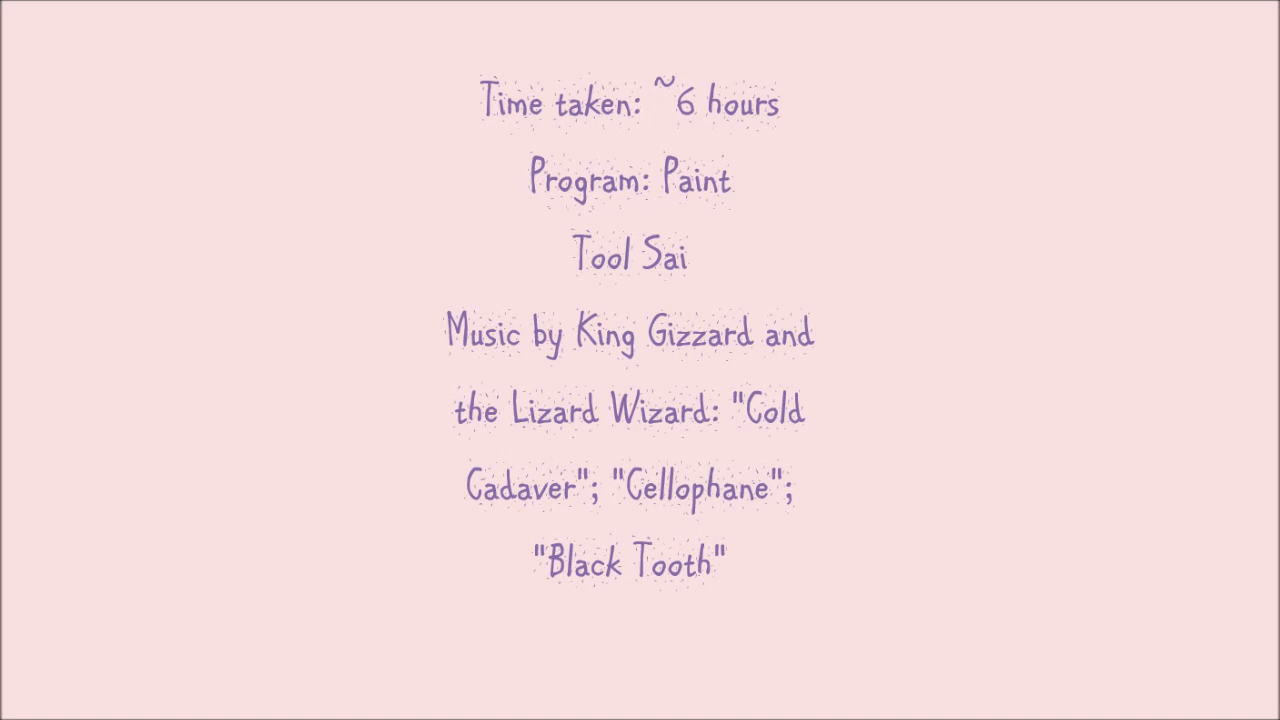 Time taken: ~6 hours
Program: Paint
Tool Sai
Music by King Gizzard and
the Lizard Wizard: "Cold
Cadaver"; "Cellophane";
"Black Tooth"